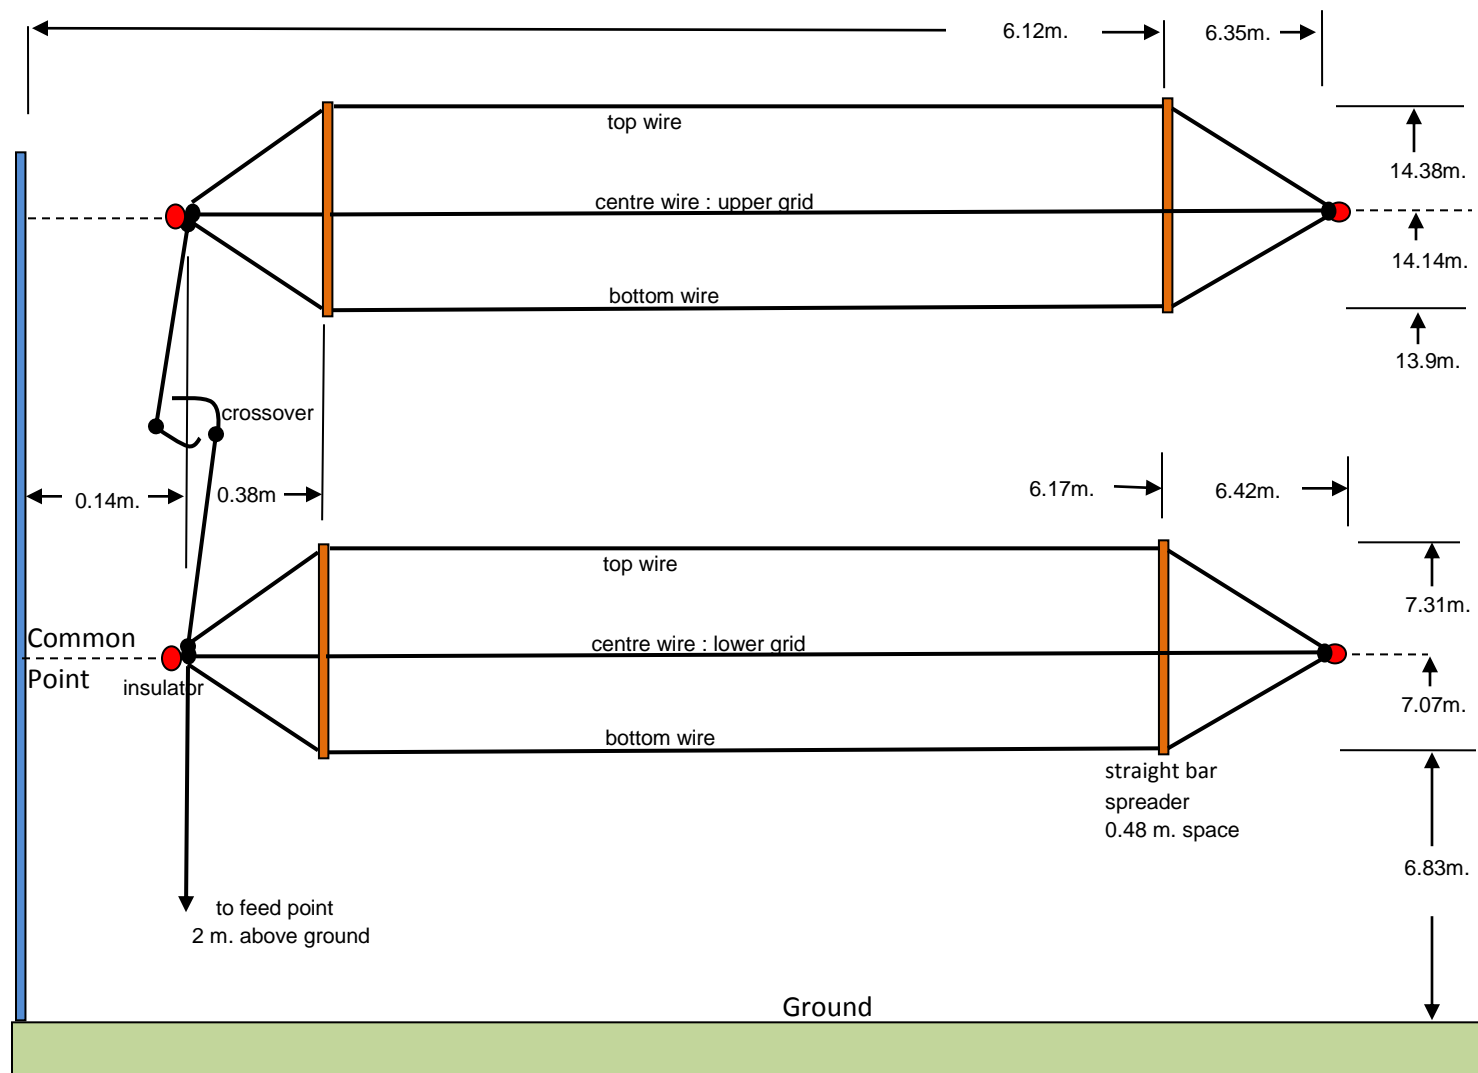 6.12m.
6.35m.
top wire
14.38m.
centre wire : upper grid
14.14m.
bottom wire
13.9m.
crossover
0.14m.
0.38m
6.17m.
6.42m.
top wire
7.31m.
Common
Point
centre wire : lower grid
insulator
7.07m.
bottom wire
straight bar
spreader
0.48 m. space
6.83m.
to feed point
2 m. above ground
Ground